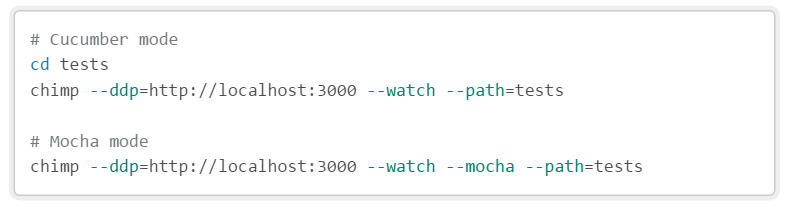 # Cucumber mode
cd tests
chimp --ddp=http://localhost:3000 --watch --path=tests
# Mocha mode
chimp --ddp=http://localhost:3000 --watch --mocha --path=tests